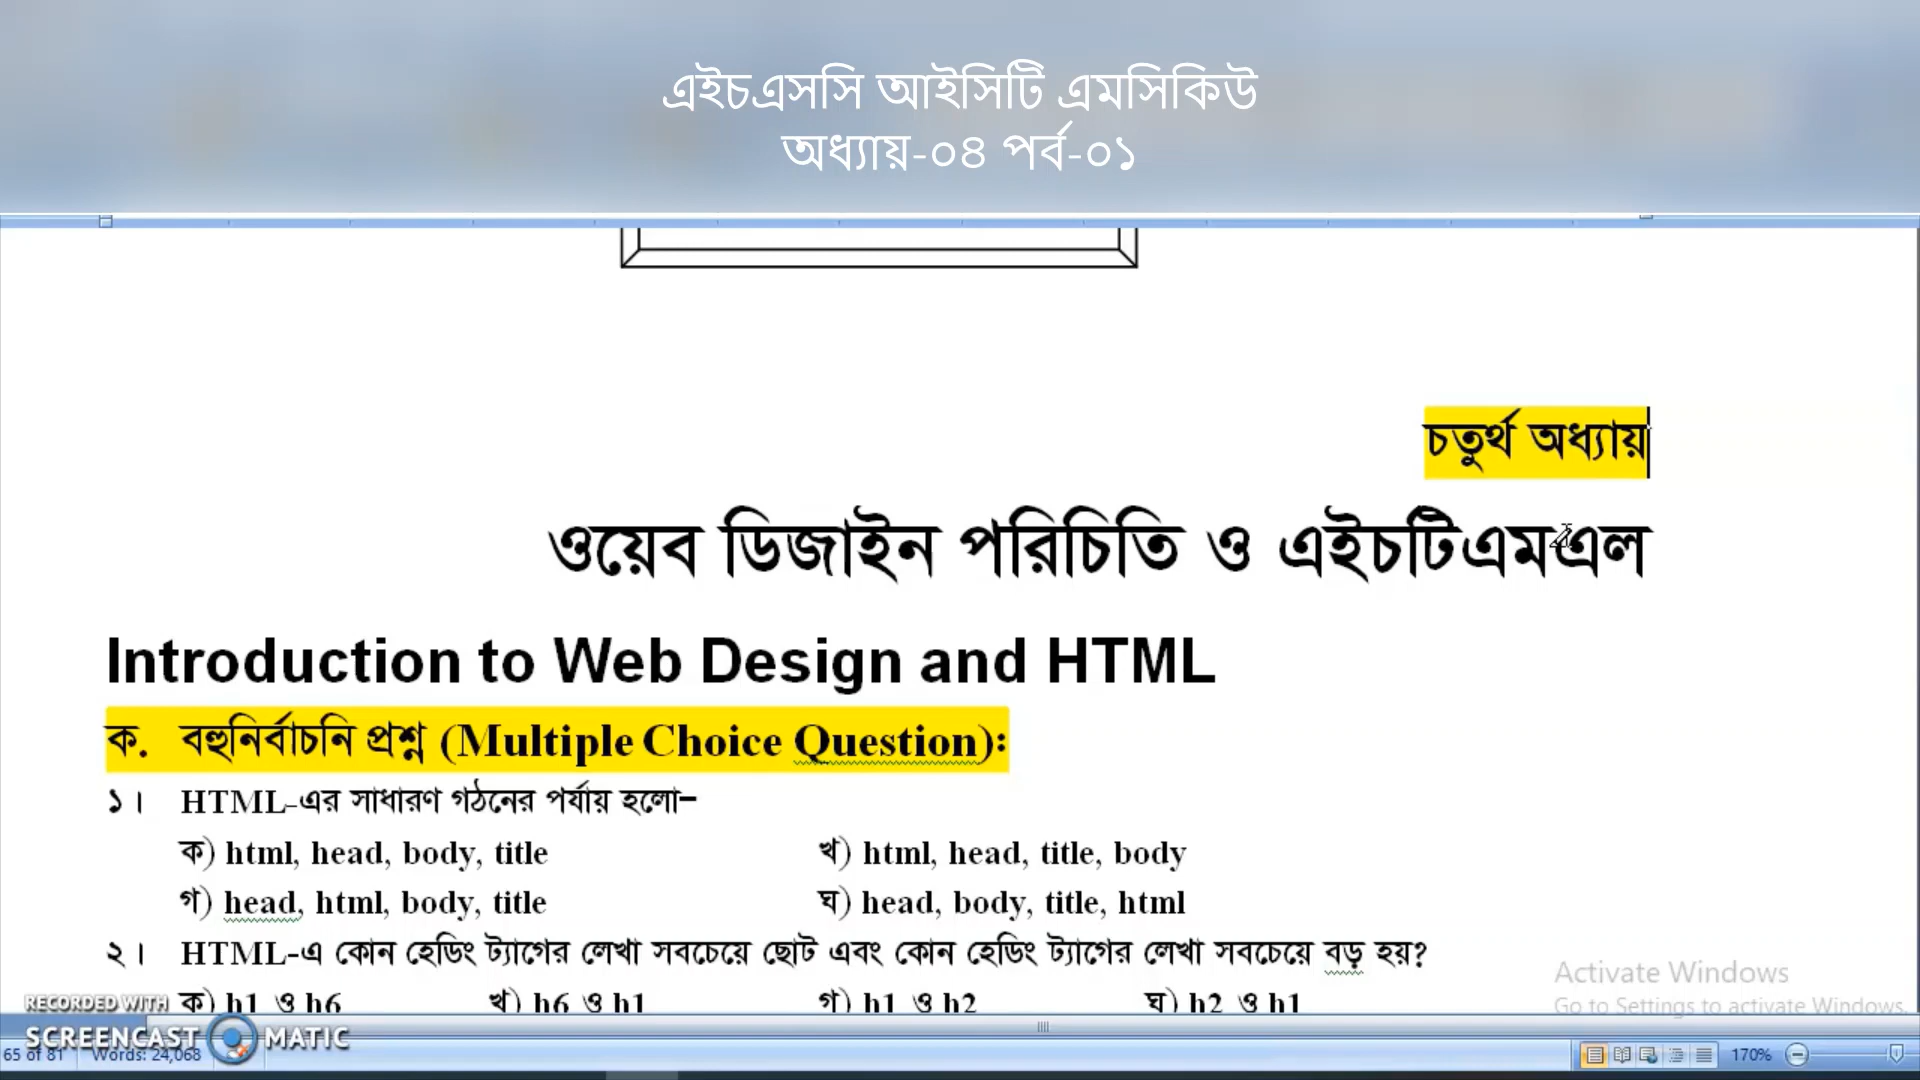 এইচএসসি আইসিটি এমসিকিউ
অধ্যায়-০৪ পর্ব-০১
চতুর্থ অধ্যায়
ওয়েব ডিজাইন পরিচিতি ও এইচটিএমএল
Introduction to Web Design and HTML
ক. বহুনির্বাচনি প্রশ্ন (Multiple Choice Question):
১। HTML-এর সাধারণ গঠনের পর্যায় হলো–
ক) html, head, body, title খ) html, head, title, body
গ) head, html, body, title ঘ) head, body, title, html
২। HTML-এ কোন হেডিং ট্যাগের লেখা সবচেয়ে ছোট এবং কোন হেডিং ট্যাগের লেখা সবচেয়ে বড় হয়?
ক) h1 ও h6 খ) h6 ও h1 গ) h1 ও h2 ঘ) h2 ও h1
Activate Windows
Go to Settings to activate Windows.
RECORDED WITH
SCREENCAST MATIC
65 of 81 Words: 24,068 170%